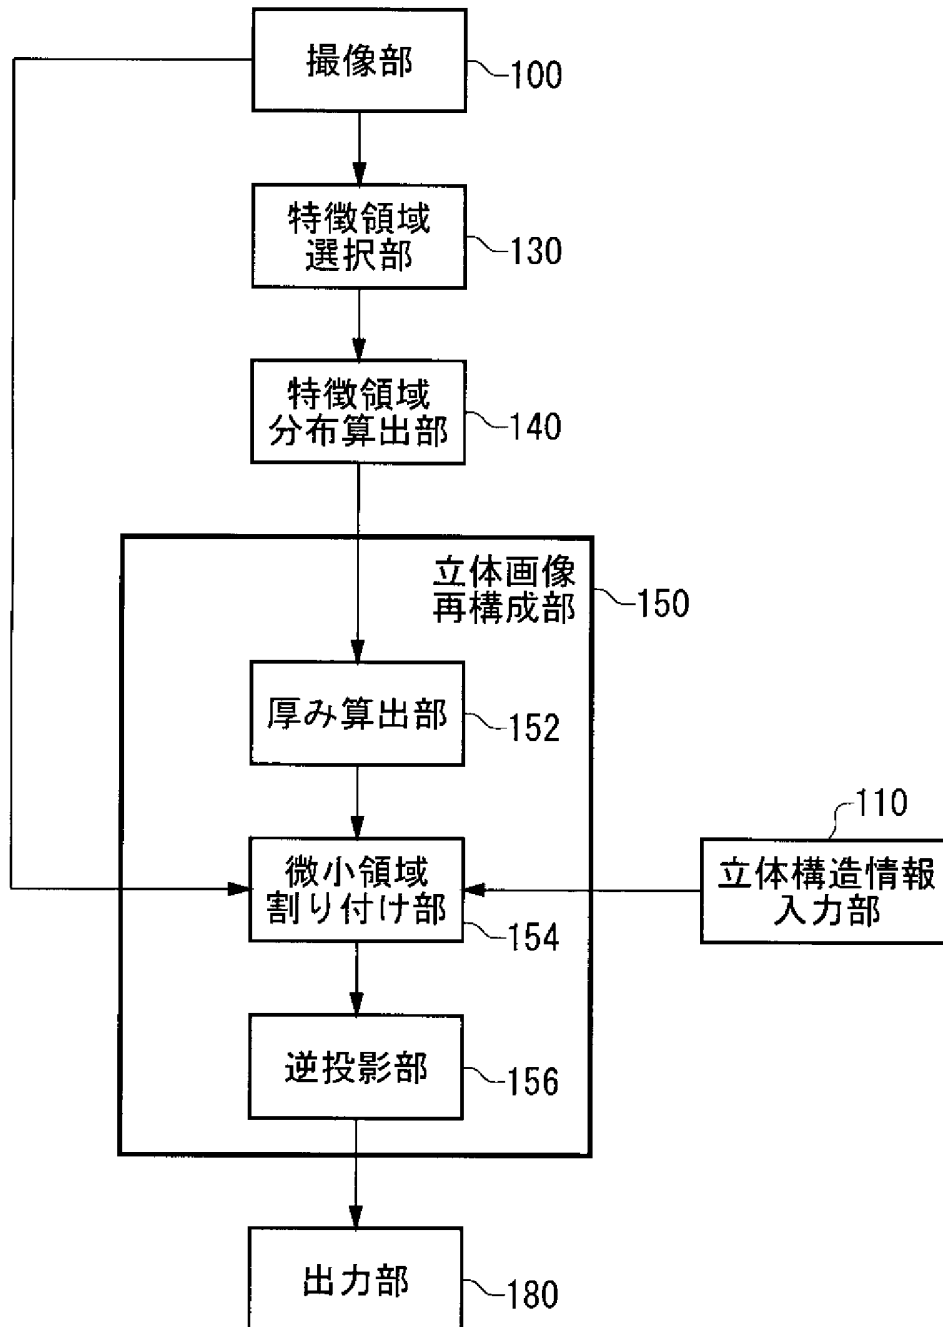 撮像部
100
特徴領域
選択部
130
特徴領域
分布算出部
140
立体画像
再構成部
150
厚み算出部
152
110
微小領域
割り付け部
154
立体構造情報
入力部
逆投影部
156
出力部
180